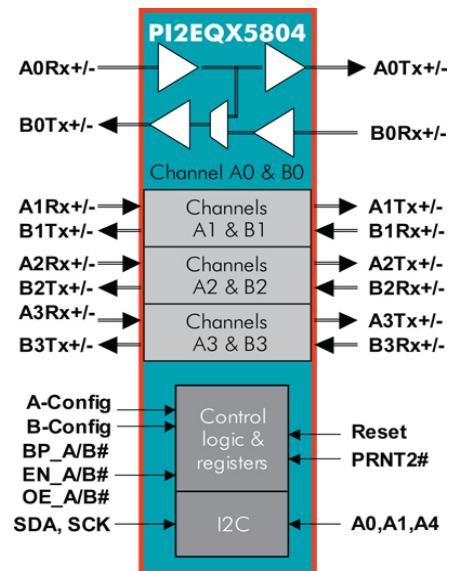 PI2EQX5804
A0Rx+/- A0Tx+/-
B0Tx+/- B0Rx+/-
Channel A0 & B0
A1Rx+/- Channels A1Tx+/-
B1Tx+/- A1 & B1 B1Rx+/-
A2Rx+/- Channels A2Tx+/-
B2Tx+/- A2 & B2 B2Rx+/-
A3Rx+/- Channels A3Tx+/-
B3Tx+/- A3 & B3 B3Rx+/-
A-Config
B-Config
BP_A/B#
EN_A/B#
OE_A/B#
Control
logic &
registers
Reset
PRNT2#
SDA, SCK I2C A0,A1,A4